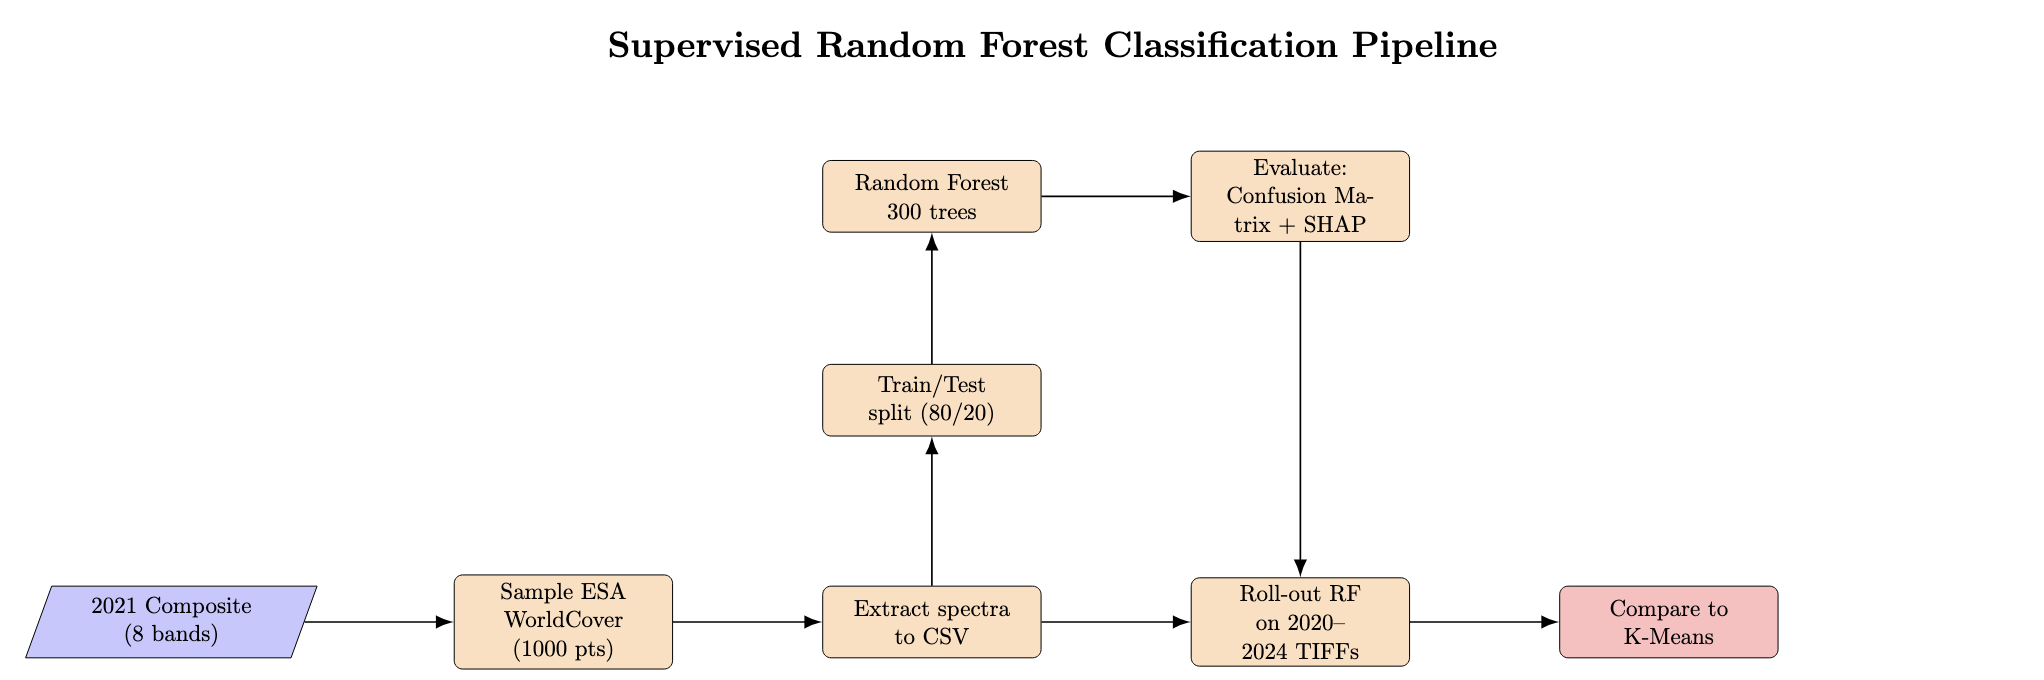 Supervised Random Forest Classification Pipeline
Random Forest
300 trees
Evaluate:
Confusion Ma-
trix + SHAP
Train/Test
split (80/20)
2021 Composite
(8 bands)
Sample ESA
WorldCover
(1000 pts)
Extract spectra
to CSV
Roll-out RF
on 2020–
2024 TIFFs
Compare to
K-Means